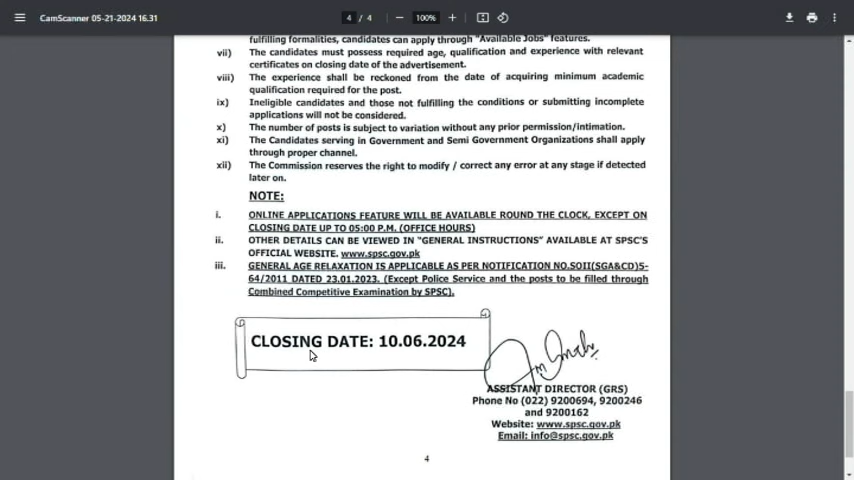 CamScanner 05-21-2024 16.31
4 / 4
100%
fulfilling formalities, candidates can apply through "Available Jobs" features.
vii) The candidates must possess required age, qualification and experience with relevant
certificates on closing date of the advertisement.
viii) The experience shall be reckoned from the date of acquiring minimum academic
qualification required for the post.
ix) Ineligible candidates and those not fulfilling the conditions or submitting incomplete
applications will not be considered.
x) The number of posts is subject to variation without any prior permission/intimation.
xi) The Candidates serving in Government and Semi Government Organizations shall apply
through proper channel.
xii) The Commission reserves the right to modify / correct any error at any stage if detected
later on.
NOTE:
i. ONLINE APPLICATIONS FEATURE WILL BE AVAILABLE ROUND THE CLOCK, EXCEPT ON
CLOSING DATE UP TO 05:00 P.M. (OFFICE HOURS)
ii. OTHER DETAILS CAN BE VIEWED IN "GENERAL INSTRUCTIONS" AVAILABLE AT SPSC'S
OFFICIAL WEBSITE. www.spsc.gov.pk
iii. GENERAL AGE RELAXATION IS APPLICABLE AS PER NOTIFICATION NO.SOII(SGA&CD)5-
64/2011 DATED 23.01.2023. (Except Police Service and the posts to be filled through
Combined Competitive Examination by SPSC).
CLOSING DATE: 10.06.2024
ASSISTANT DIRECTOR (GRS)
Phone No (022) 9200694, 9200246
and 9200162
Website: www.spsc.gov.pk
Email: info@spsc.gov.pk
4